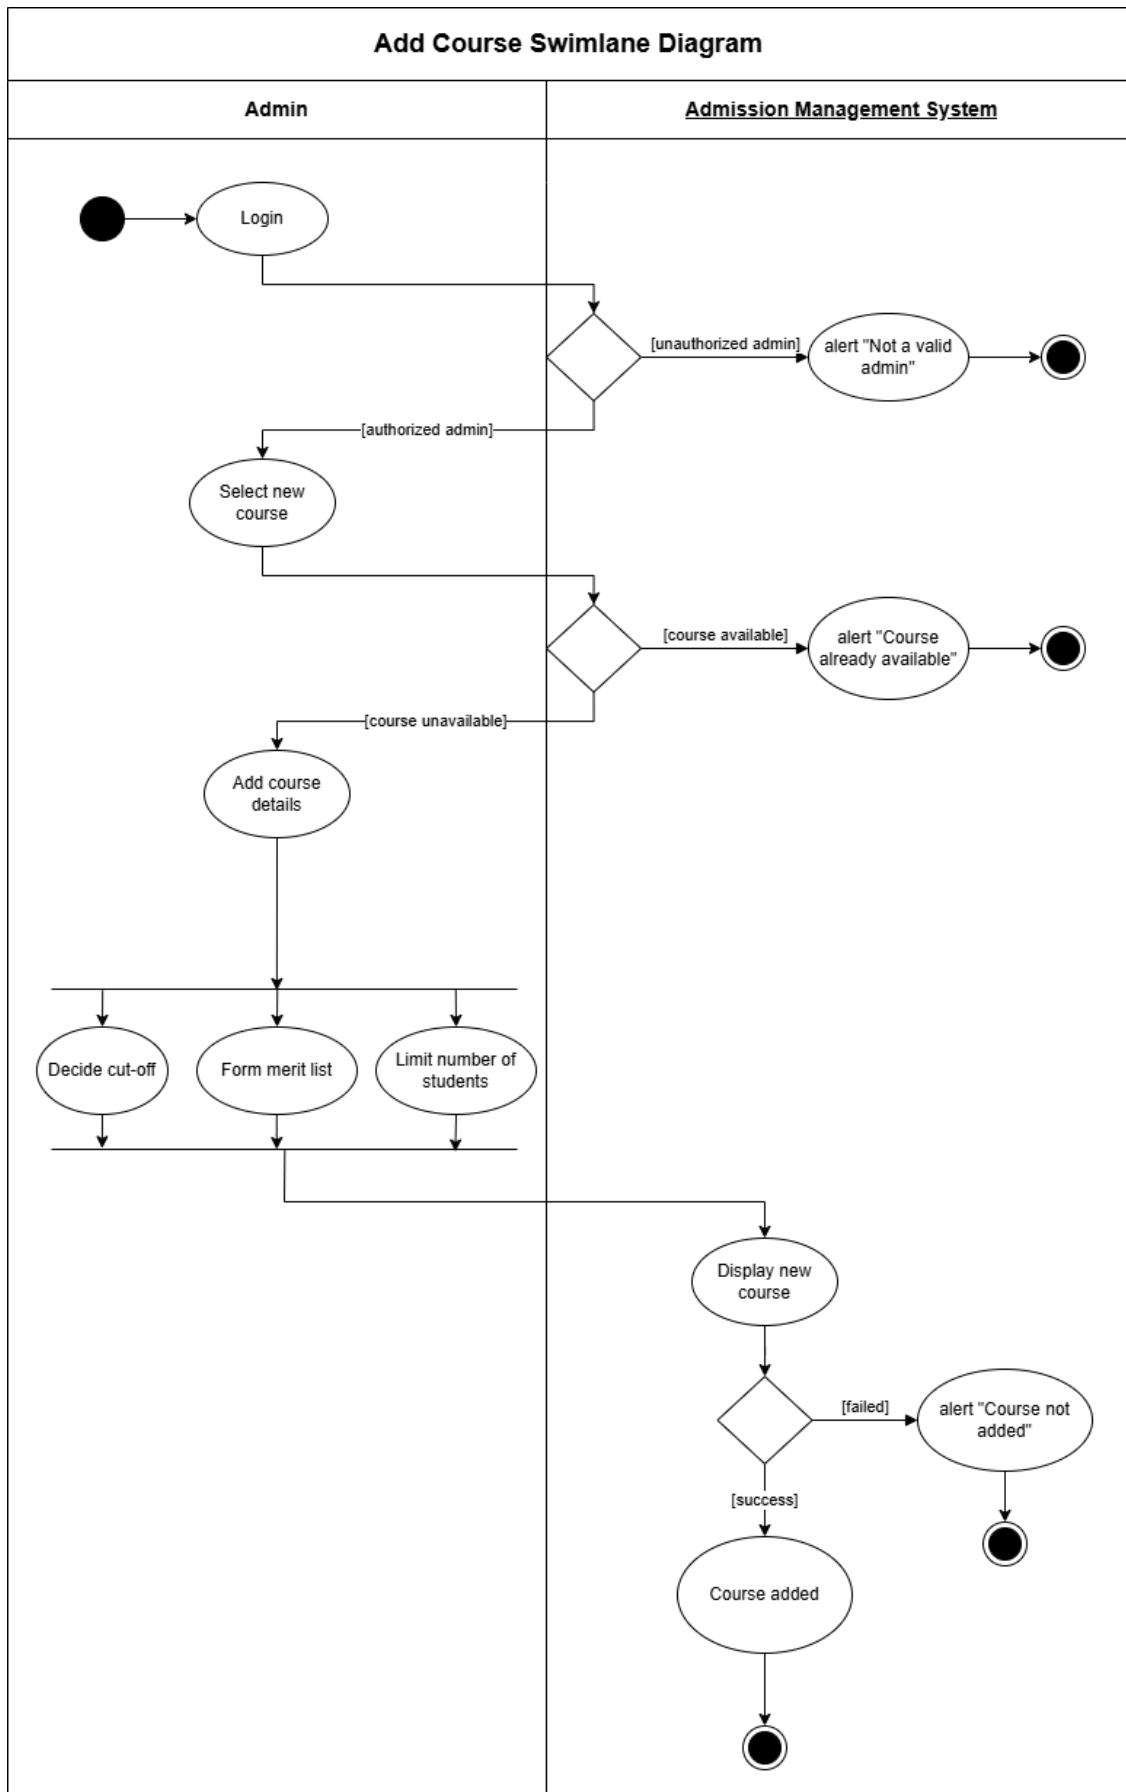 Add Course Swimlane Diagram
Admin
Admission Management System
Login
[unauthorized admin]
alert "Not a valid
admin"
[authorized admin]
Select new
course
[course available]
alert "Course
already available"
[course unavailable]
Add course
details
Decide cut-off
Form merit list
Limit number of
students
Display new
course
[failed]
alert "Course not
added"
[success]
Course added